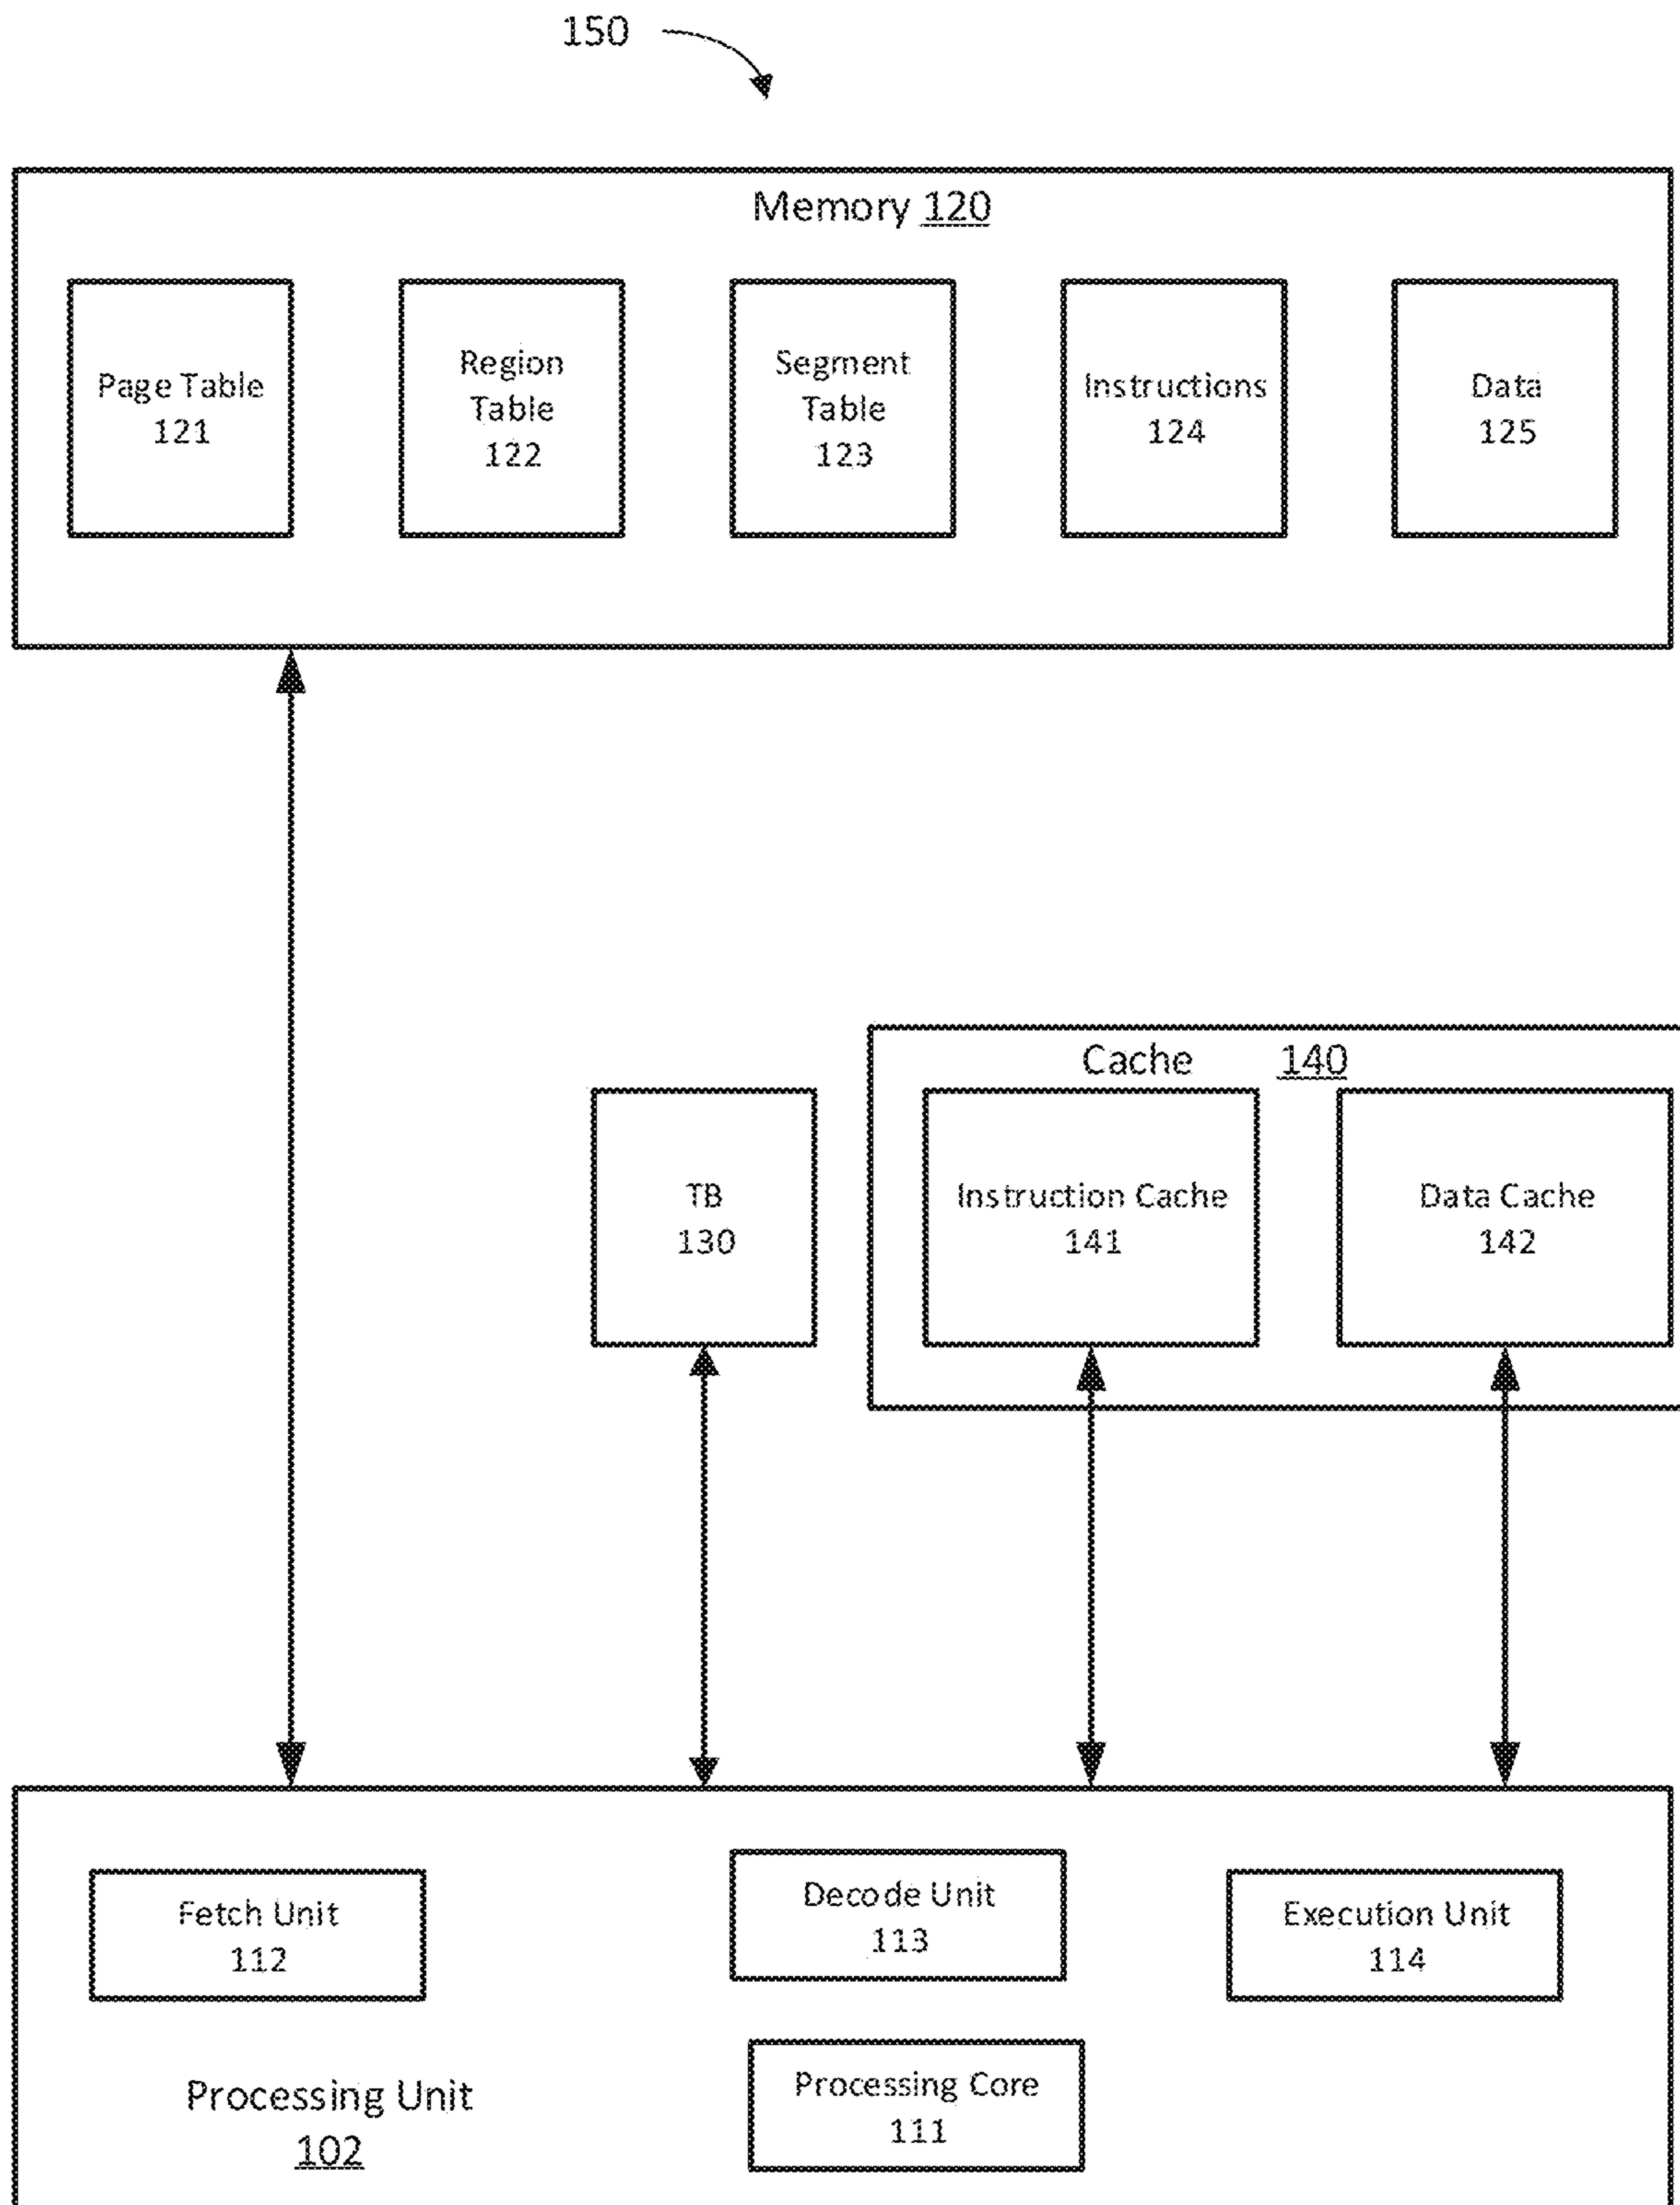 150
Memory 120
Page Table
121
Region
Table
122
Segment
Table
123
Instructions
124
Data
125
Cache 140
TB
130
Instruction Cache
141
Data Cache
142
Fetch Unit
112
Decode Unit
113
Execution Unit
114
Processing Unit
102
Processing Core
111